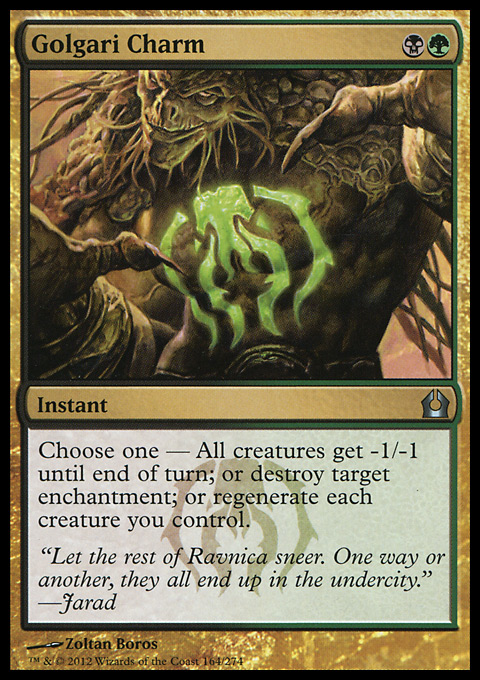 Golgari Charm
Instant
Choose one — All creatures get -1/-1
until end of turn; or destroy target
enchantment; or regenerate each
creature you control.
“Let the rest of Ravnica sneer. One way or
another, they all end up in the undercity.”
—Jarad
Zoltan Boros
™ & © 2012 Wizards of the Coast 164/274